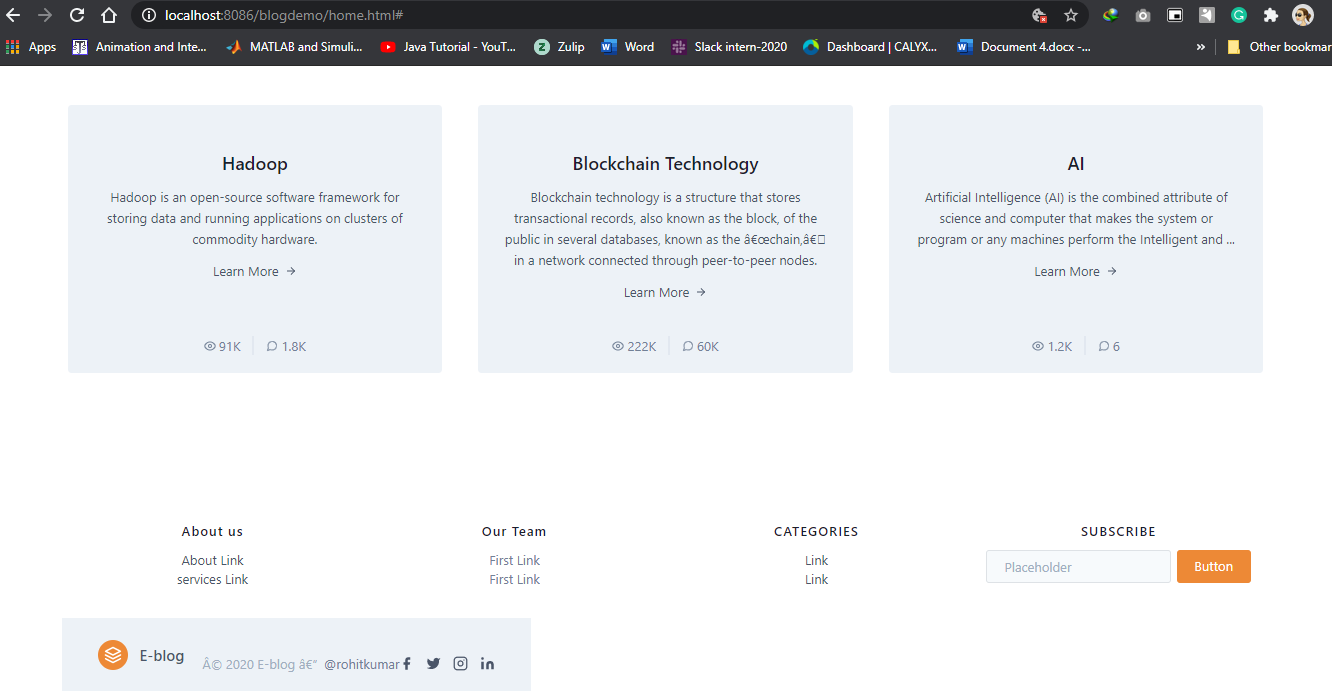 localhost:8086/blogdemo/home.html#
Apps Animation and Inte... MATLAB and Simuli... Java Tutorial - YouT... Zulip Word Slack intern-2020 Dashboard | CALYX... Document 4.docx -... » Other bookmar
Hadoop
Hadoop is an open-source software framework for
storing data and running applications on clusters of
commodity hardware.
Learn More →
91K 1.8K
Blockchain Technology
Blockchain technology is a structure that stores
transactional records, also known as the block, of the
public in several databases, known as the â€œchain,â€
in a network connected through peer-to-peer nodes.
Learn More →
222K 60K
AI
Artificial Intelligence (AI) is the combined attribute of
science and computer that makes the system or
program or any machines perform the Intelligent and ...
Learn More →
1.2K 6
About us
About Link
services Link
Our Team
First Link
First Link
CATEGORIES
Link
Link
SUBSCRIBE
Placeholder Button
E-blog Â© 2020 E-blog â€” @rohitkumar